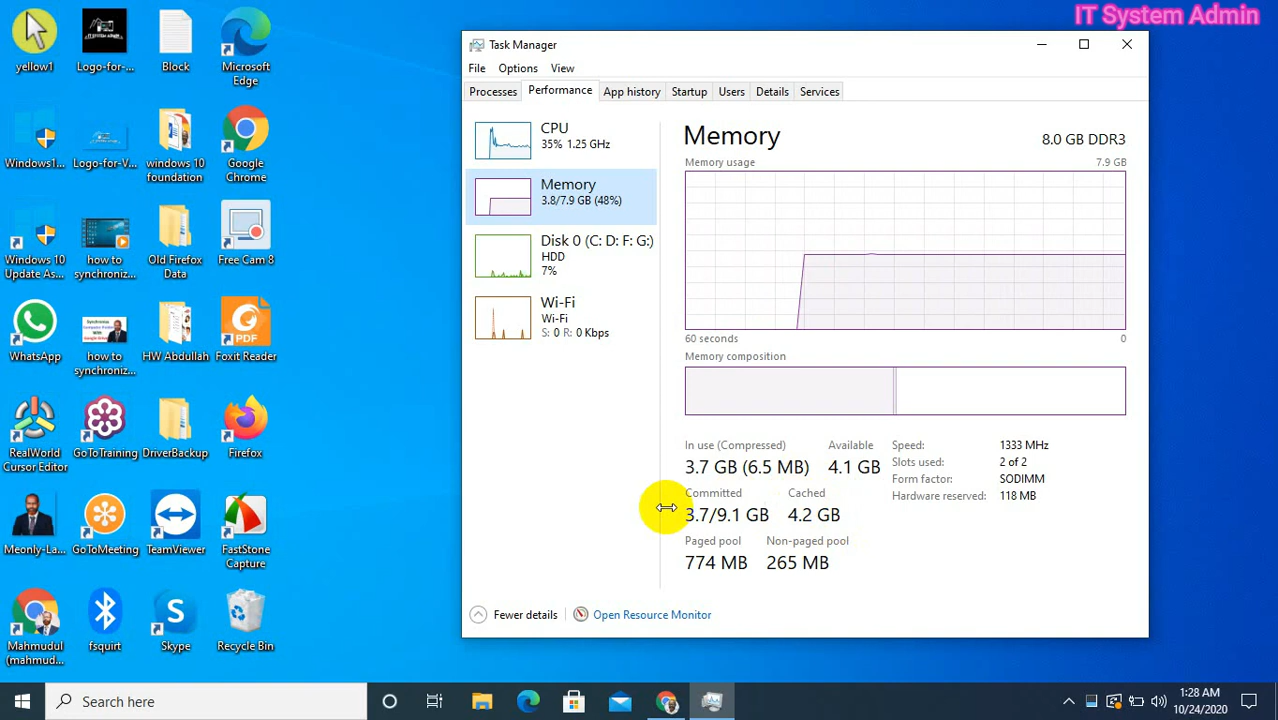 IT System Admin
yellow1
Logo-for-...
Block
Microsoft
Edge
Windows1...
Logo-for-V...
windows 10
foundation
Google
Chrome
Windows 10
Update As...
how to
synchroniz...
Old Firefox
Data
Free Cam 8
WhatsApp
how to
synchroniz...
HW Abdullah
Foxit Reader
RealWorld
Cursor Editor
GoToTraining
DriverBackup
Firefox
Meonly-La...
GoToMeeting
TeamViewer
FastStone
Capture
Mahmudul
(mahmud...
fsquirt
Skype
Recycle Bin
Task Manager
File Options View
Processes Performance App history Startup Users Details Services
CPU
35% 1.25 GHz
Memory
3.8/7.9 GB (48%)
Disk 0 (C: D: F: G:)
HDD
7%
Wi-Fi
Wi-Fi
S: 0 R: 0 Kbps
Memory 8.0 GB DDR3
Memory usage 7.9 GB
60 seconds 0
Memory composition
In use (Compressed) Available
3.7 GB (6.5 MB) 4.1 GB
Committed Cached
3.7/9.1 GB 4.2 GB
Paged pool Non-paged pool
774 MB 265 MB
Speed: 1333 MHz
Slots used: 2 of 2
Form factor: SODIMM
Hardware reserved: 118 MB
Fewer details Open Resource Monitor
Search here
1:28 AM
10/24/2020